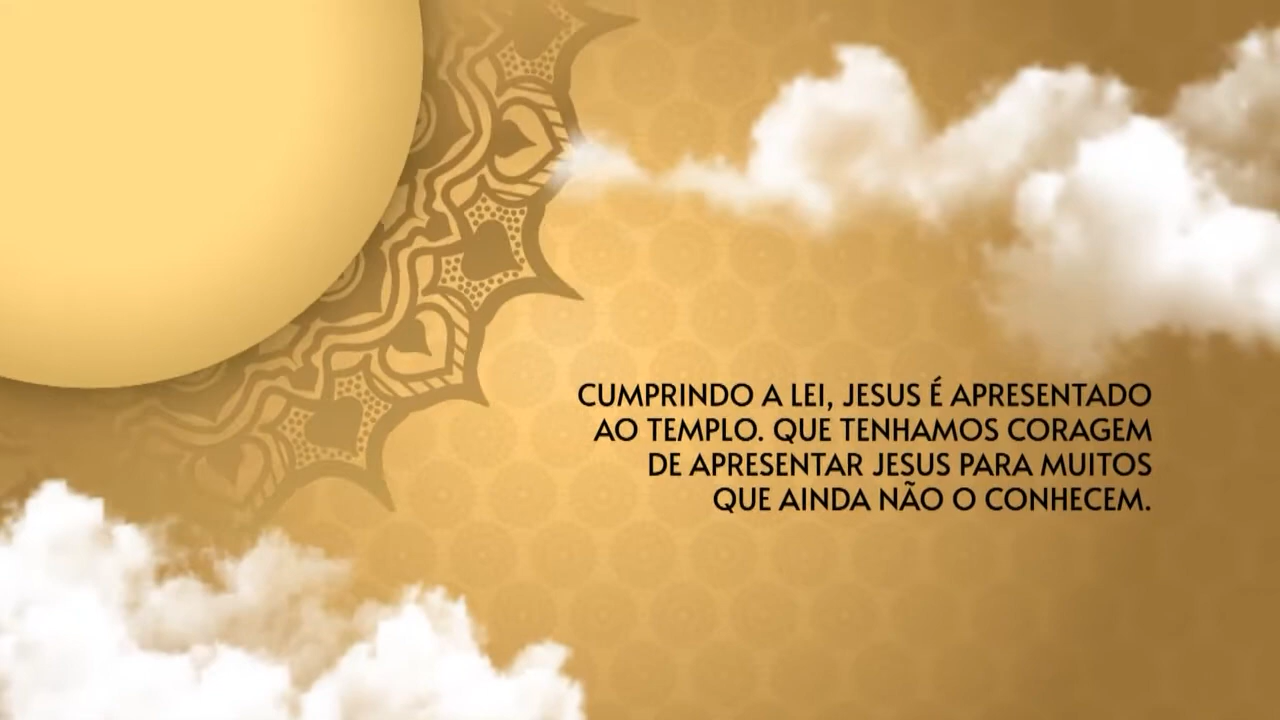 CUMPRINDO A LEI, JESUS É APRESENTADO
AO TEMPLO. QUE TENHAMOS CORAGEM
DE APRESENTAR JESUS PARA MUITOS
QUE AINDA NÃO O CONHECEM.